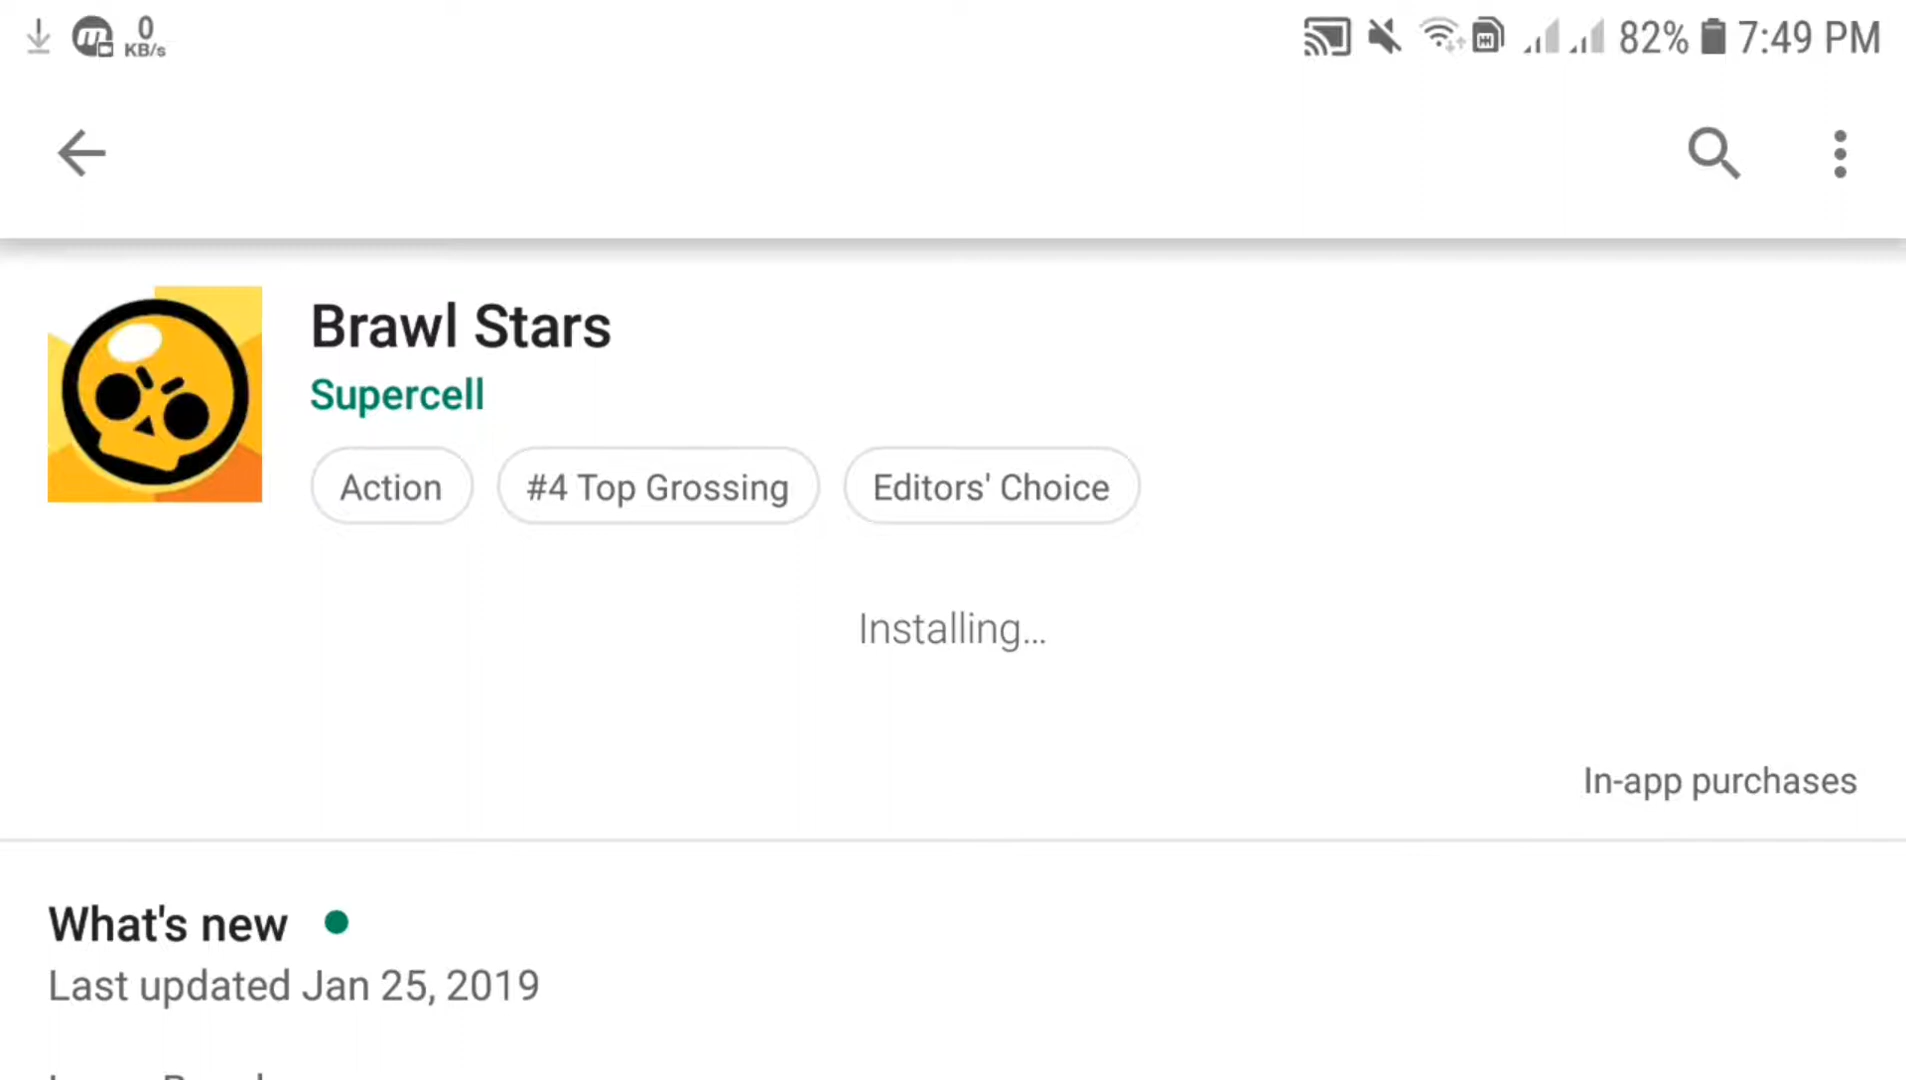 0
KB/s
82% 7:49 PM
Brawl Stars
Supercell
Action
#4 Top Grossing
Editors' Choice
Installing...
In-app purchases
What's new
Last updated Jan 25, 2019